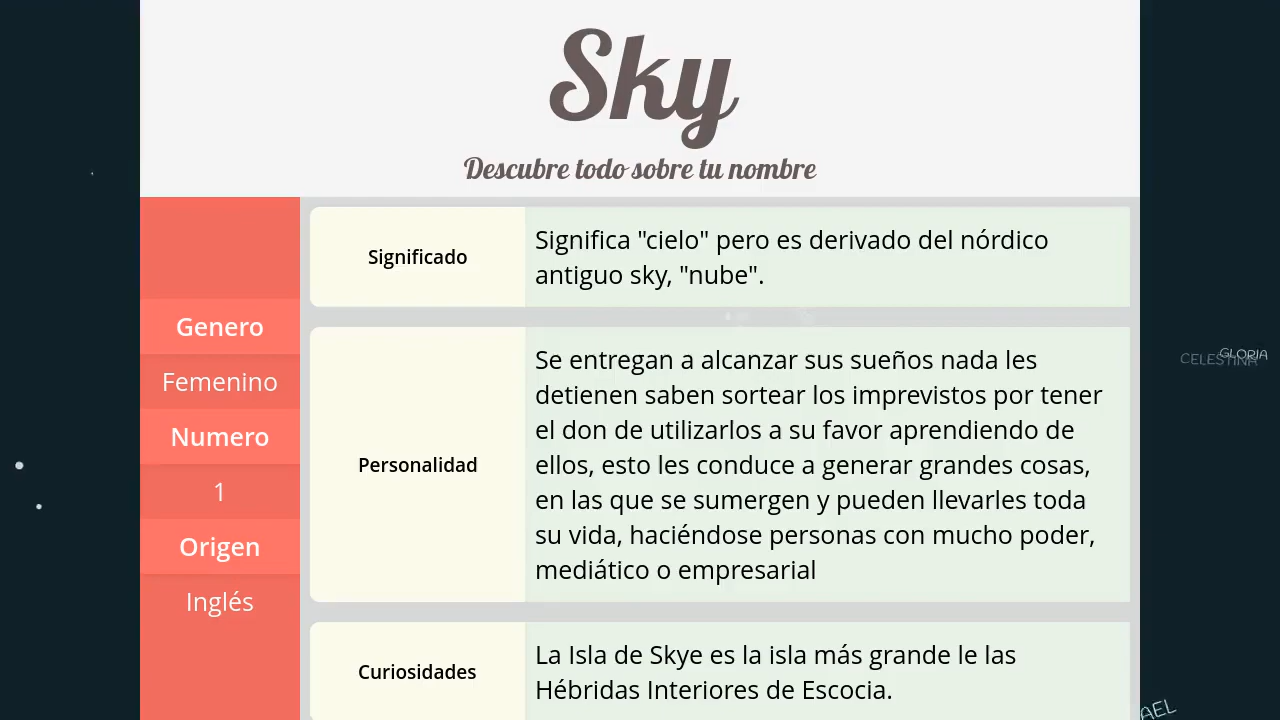 Sky
Descubre todo sobre tu nombre
Genero
Femenino
Numero
1
Origen
Inglés
Significado
Significa "cielo" pero es derivado del nórdico
antiguo sky, "nube".
Personalidad
Se entregan a alcanzar sus sueños nada les
detienen saben sortear los imprevistos por tener
el don de utilizarlos a su favor aprendiendo de
ellos, esto les conduce a generar grandes cosas,
en las que se sumergen y pueden llevarles toda
su vida, haciéndose personas con mucho poder,
mediático o empresarial
Curiosidades
La Isla de Skye es la isla más grande le las
Hébridas Interiores de Escocia.
GLORIA
CELESTINA
AEL